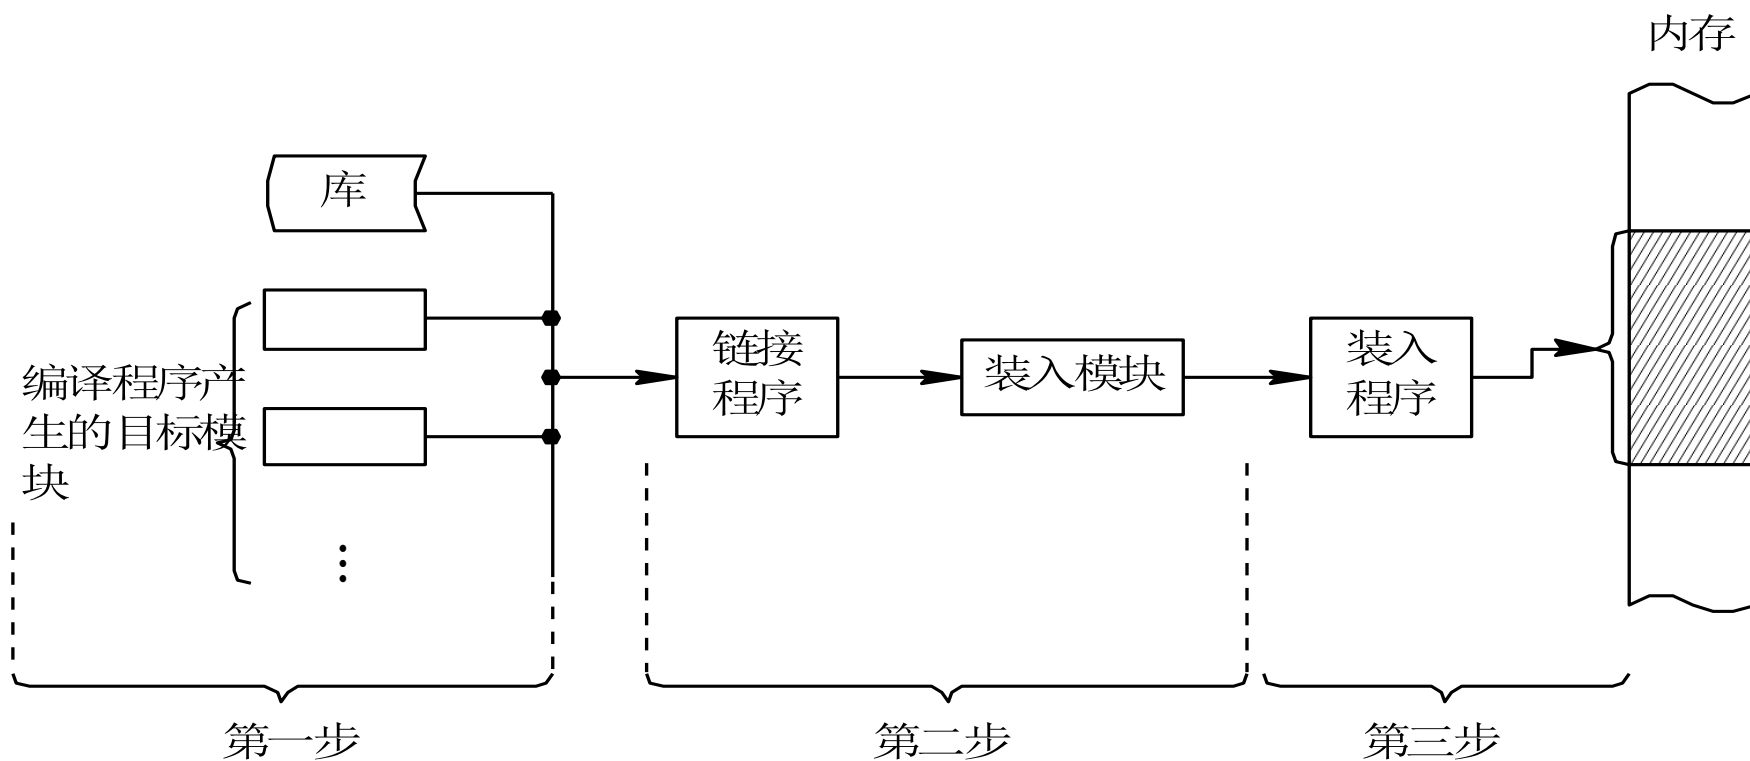 内存
库
编译程序产
生的目标模
块
链接
程序
装入模块
装入
程序
第一步
第二步
第三步